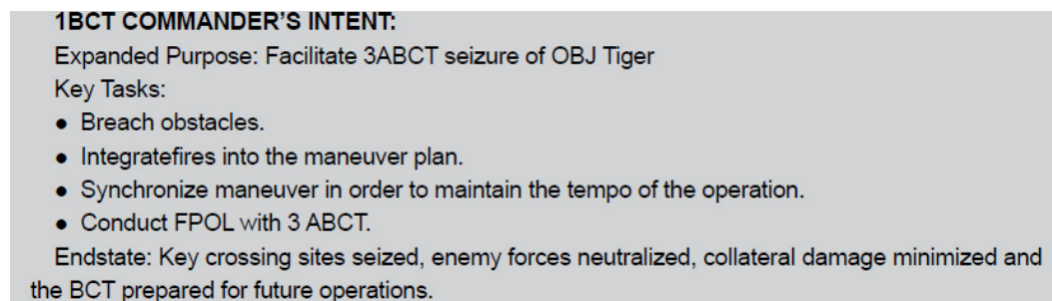 1BCT COMMANDER'S INTENT:
Expanded Purpose: Facilitate 3ABCT seizure of OBJ Tiger
Key Tasks:
● Breach obstacles.
● Integratefires into the maneuver plan.
● Synchronize maneuver in order to maintain the tempo of the operation.
● Conduct FPOL with 3 ABCT.
Endstate: Key crossing sites seized, enemy forces neutralized, collateral damage minimized and
the BCT prepared for future operations.